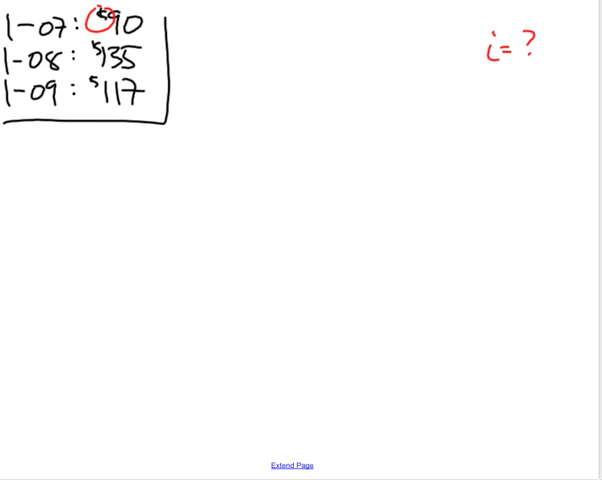 1-07: $90
1-08: $135
1-09: $117
i = ?
Extend Page